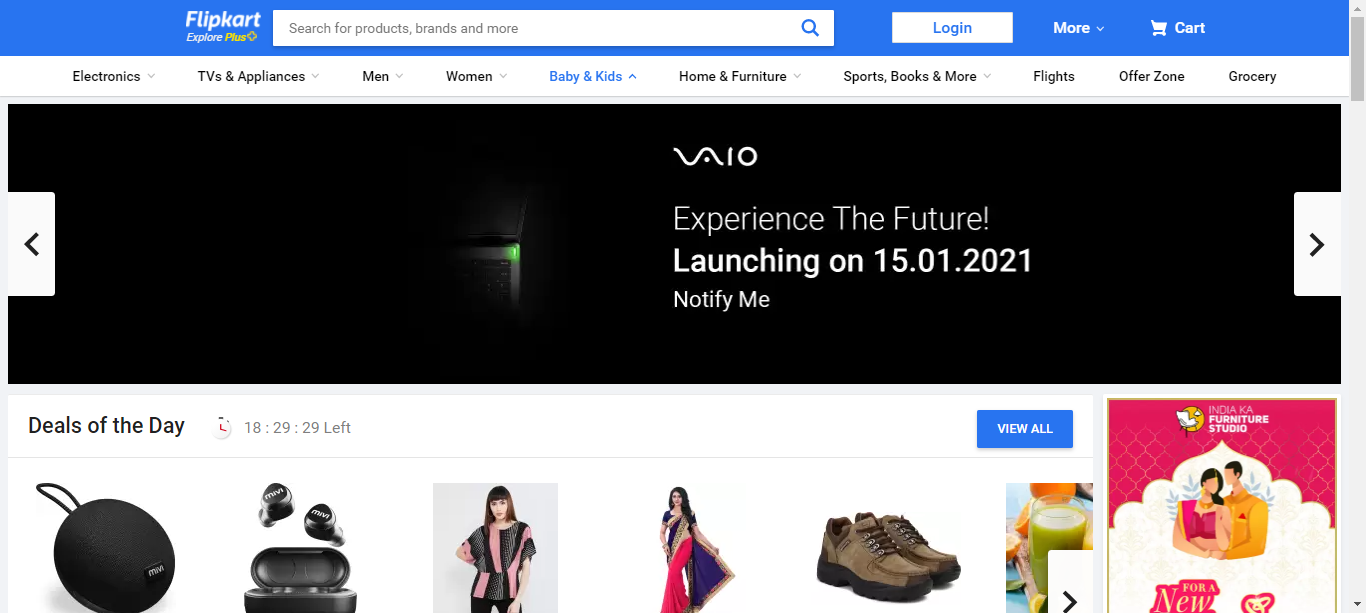 Flipkart
Explore Plus
Search for products, brands and more
Login
More
Cart
Electronics
TVs & Appliances
Men
Women
Baby & Kids
Home & Furniture
Sports, Books & More
Flights
Offer Zone
Grocery
VAIO
Experience The Future!
Launching on 15.01.2021
Notify Me
Deals of the Day
18 : 29 : 29 Left
VIEW ALL
mivi
mivi
mivi
INDIA KA
FURNITURE
STUDIO
FOR A
New